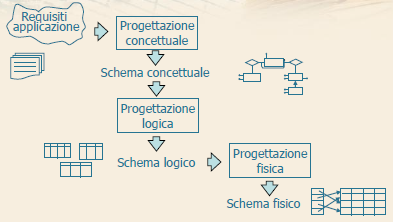 Requisiti
applicazione
Progettazione
concettuale
Schema concettuale
Progettazione
logica
Schema logico
Progettazione
fisica
Schema fisico